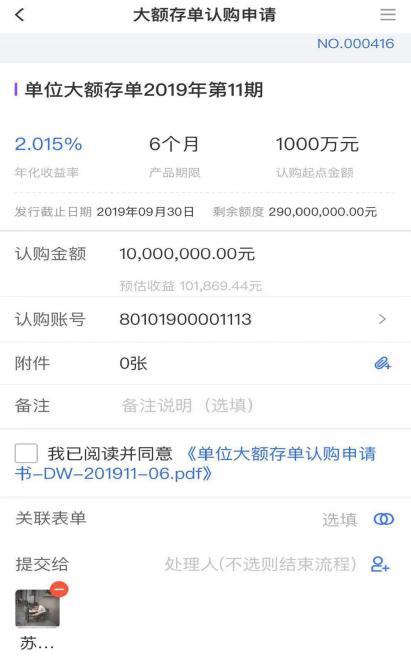 大额存单认购申请
NO.000416
单位大额存单2019年第11期
2.015% 6个月 1000万元
年化收益率 产品期限 认购起点金额
发行截止日期 2019年09月30日 剩余额度 290,000,000.00元
认购金额 10,000,000.00元
预估收益 101,869.44元
认购账号 80101900001113
附件 0张
备注 备注说明（选填）
我已阅读并同意 《单位大额存单认购申请
书-DW-201911-06.pdf》
关联表单 选填
提交给 处理人(不选则结束流程)
苏...